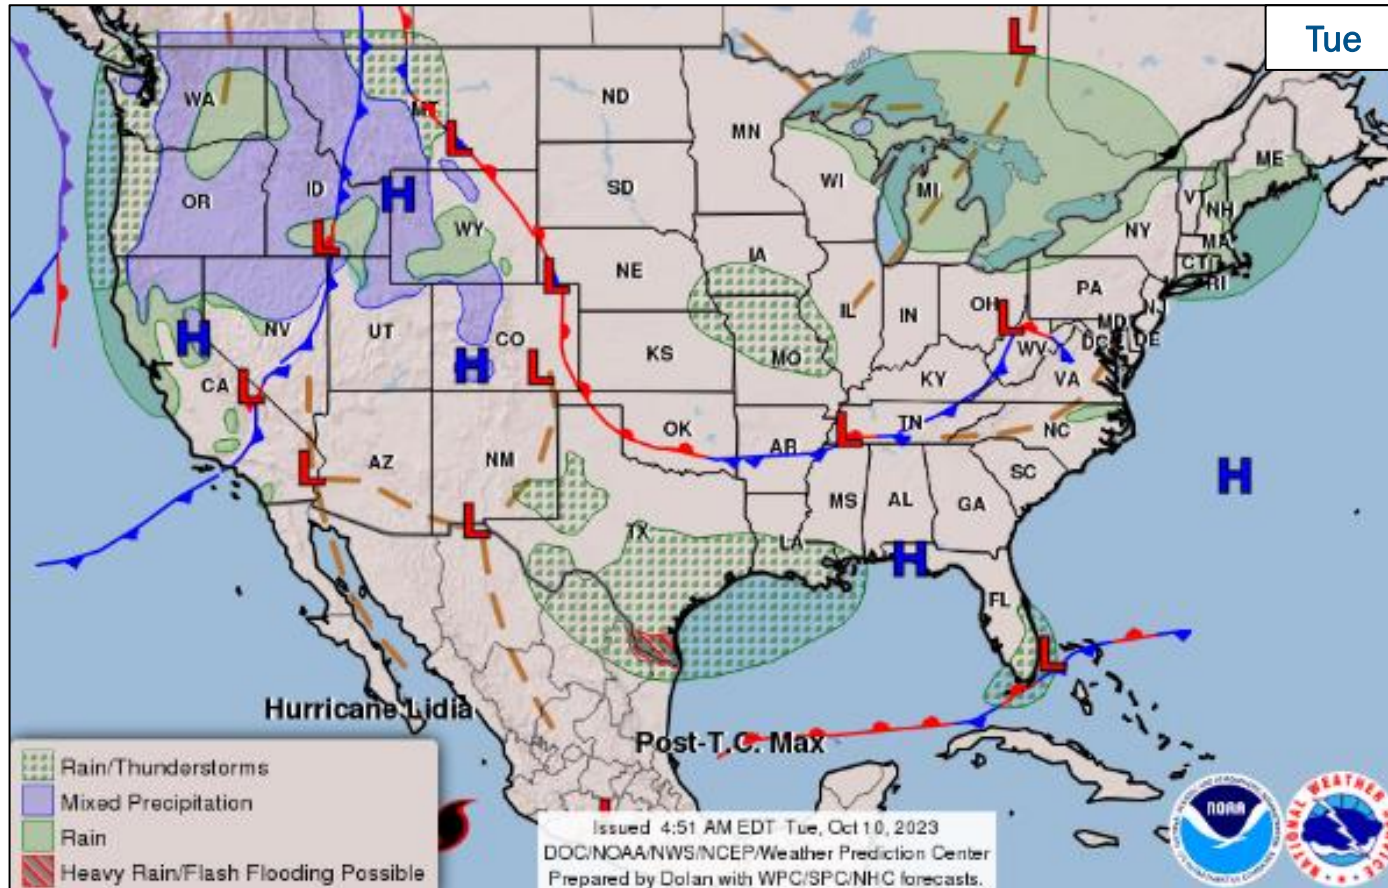 Tue
WA
MT
ND
MN
ME
OR
ID
SD
WI
MI
VT
NH
WY
NY
MA
NE
IA
CT
RI
NV
UT
CO
IL
IN
OH
PA
NJ
MD
DE
DC
CA
KS
MO
WV
KY
VA
AZ
NM
OK
AR
TN
NC
SC
MS
AL
GA
TX
LA
FL
H
H
H
H
H
L
L
L
L
L
L
L
L
L
L
L
L
Hurricane Lidia
Post-T.C. Max
Rain/Thunderstorms
Mixed Precipitation
Rain
Heavy Rain/Flash Flooding Possible
Issued 4:51 AM EDT Tue, Oct 10, 2023
DOC/NOAA/NWS/NCEP/Weather Prediction Center
Prepared by Dolan with WPC/SPC/NHC forecasts.
NOAA
NATIONAL WEATHER